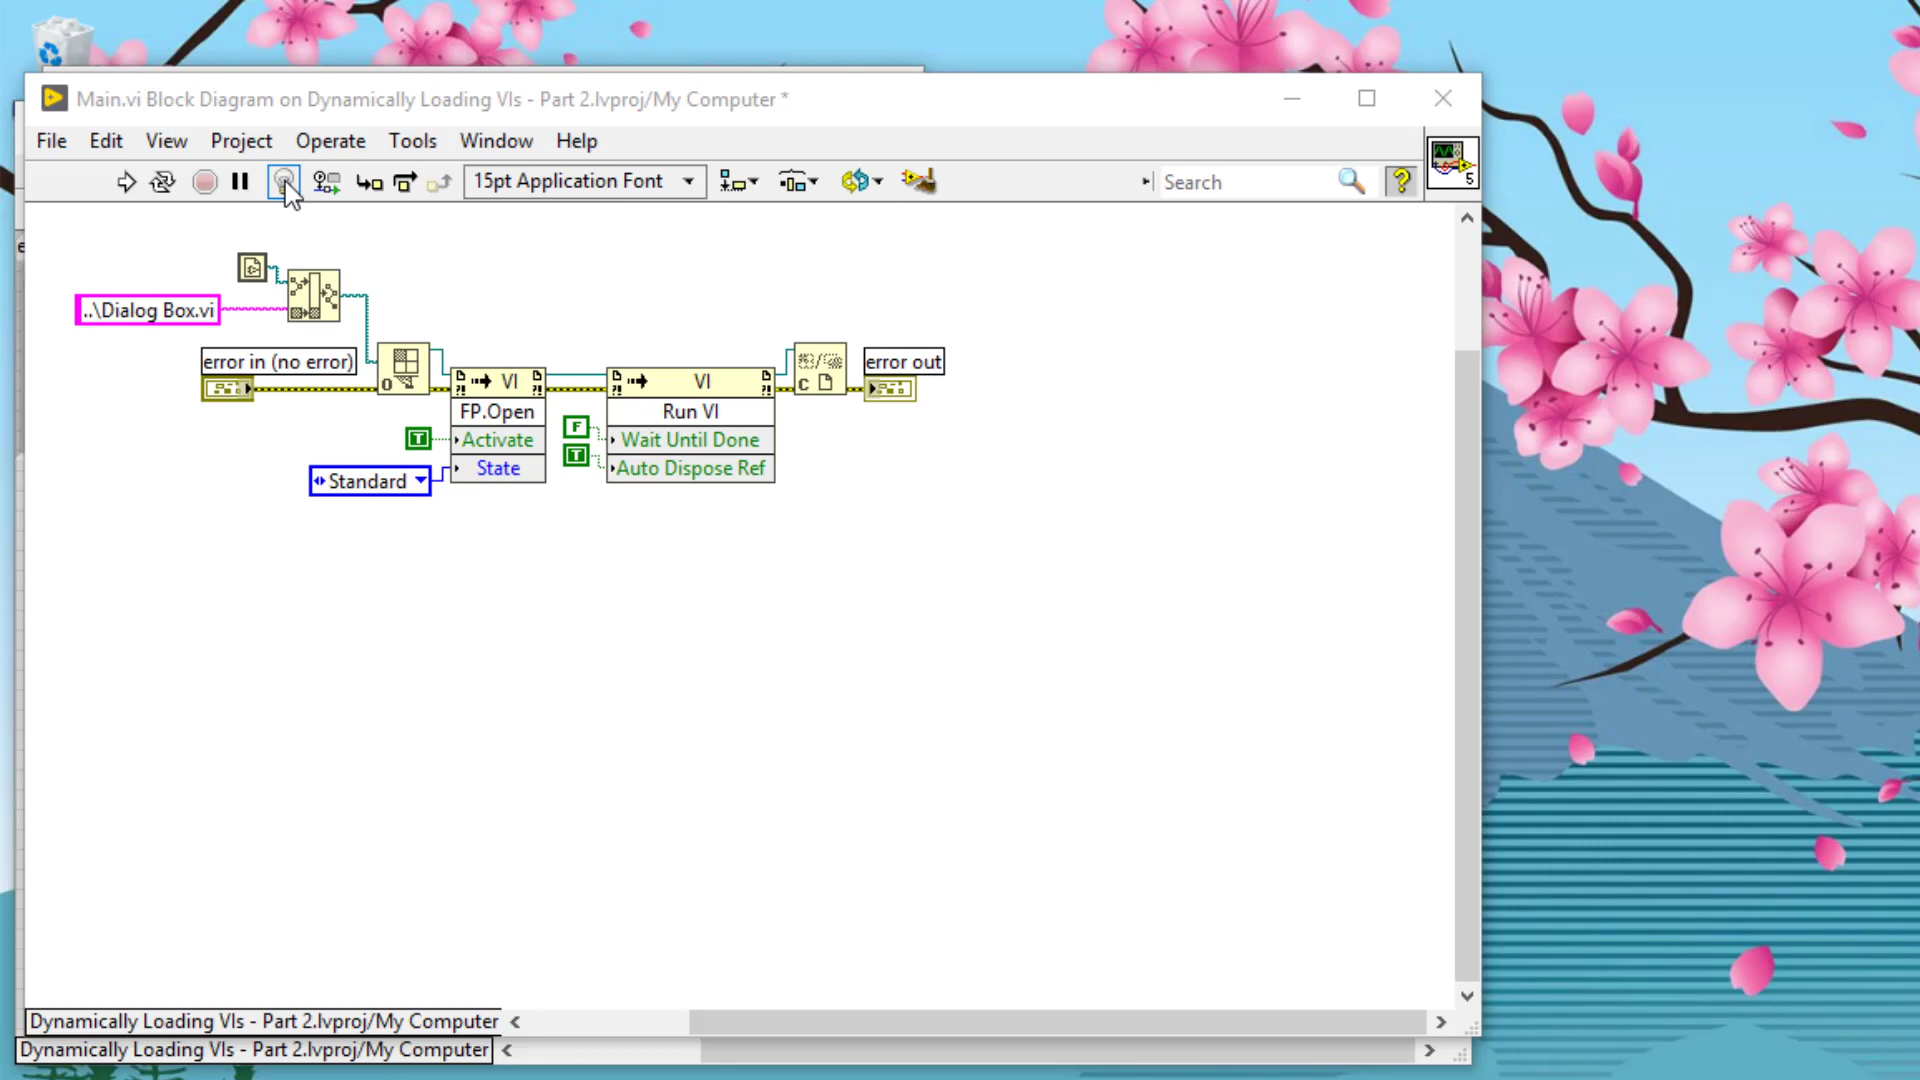 Main.vi Block Diagram on Dynamically Loading VIs - Part 2.lvproj/My Computer *
File Edit View Project Operate Tools Window Help
15pt Application Font
Search
?
5
..\Dialog Box.vi
error in (no error)
error out
O
VI
VI
C
FP.Open
Run VI
F
T
Activate
Wait Until Done
T
State
Auto Dispose Ref
Standard
Dynamically Loading VIs - Part 2.lvproj/My Computer
Dynamically Loading VIs - Part 2.lvproj/My Computer